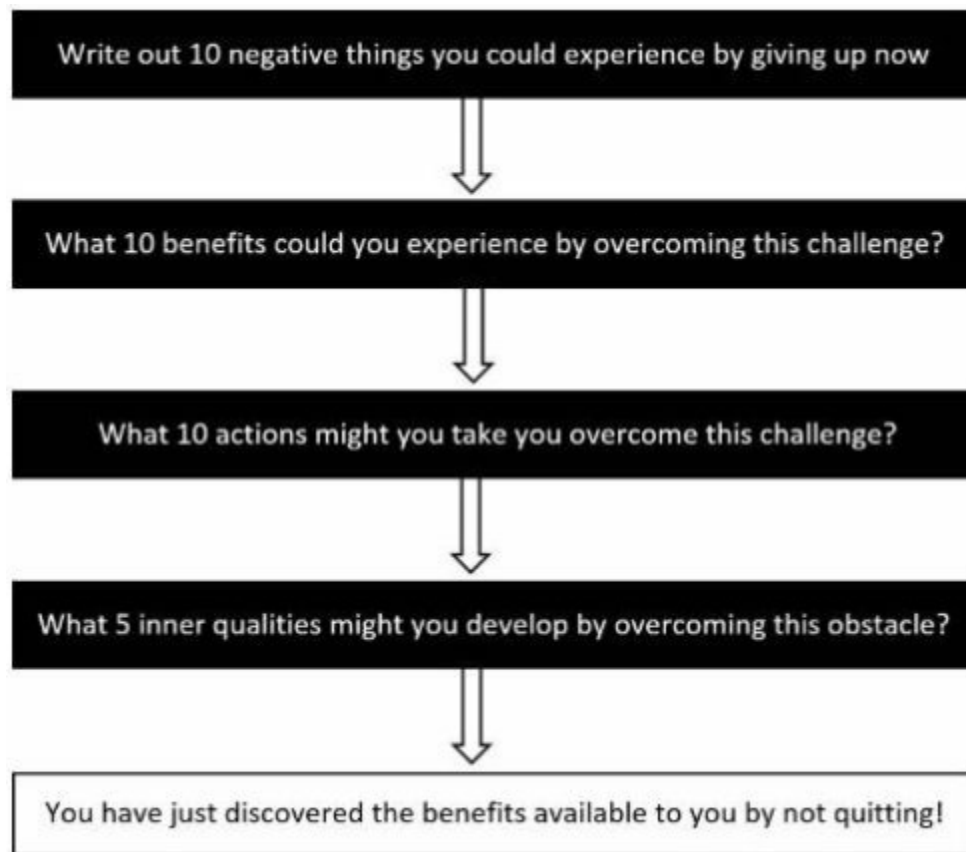 Write out 10 negative things you could experience by giving up now
What 10 benefits could you experience by overcoming this challenge?
What 10 actions might you take you overcome this challenge?
What 5 inner qualities might you develop by overcoming this obstacle?
You have just discovered the benefits available to you by not quitting!